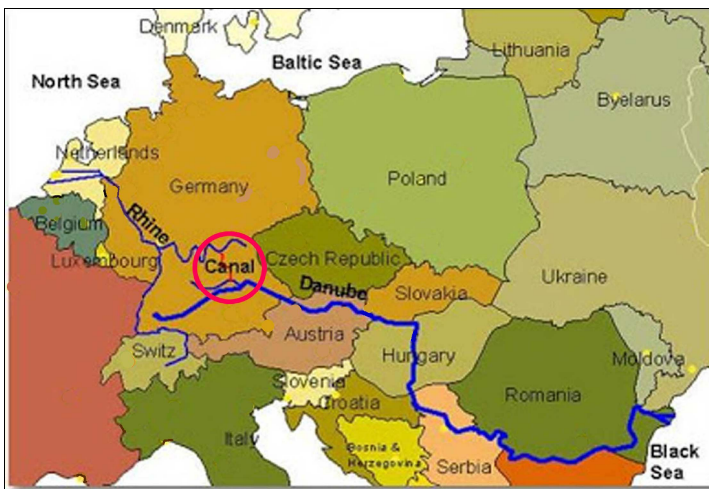 Denmark
Baltic Sea
Lithuania
North Sea
Byelarus
Netherlands
Germany
Poland
Rhine
Belgium
Luxembourg
Canal
Czech Republic
Ukraine
Danube
Slovakia
Austria
Switz
Hungary
Moldova
Slovenia
Romania
Croatia
Italy
Bosnia &
Herzegovina
Serbia
Black
Sea